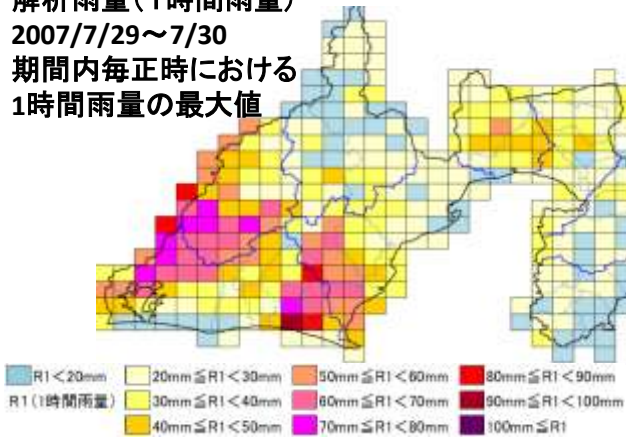 解析雨量(1時間雨量)
2007/7/29～7/30
期間内毎正時における
1時間雨量の最大値
R1＜20mm 20mm≦R1＜30mm 50mm≦R1＜60mm 80mm≦R1＜90mm
R1(1時間雨量) 30mm≦R1＜40mm 60mm≦R1＜70mm 90mm≦R1＜100mm
40mm≦R1＜50mm 70mm≦R1＜80mm 100mm≦R1